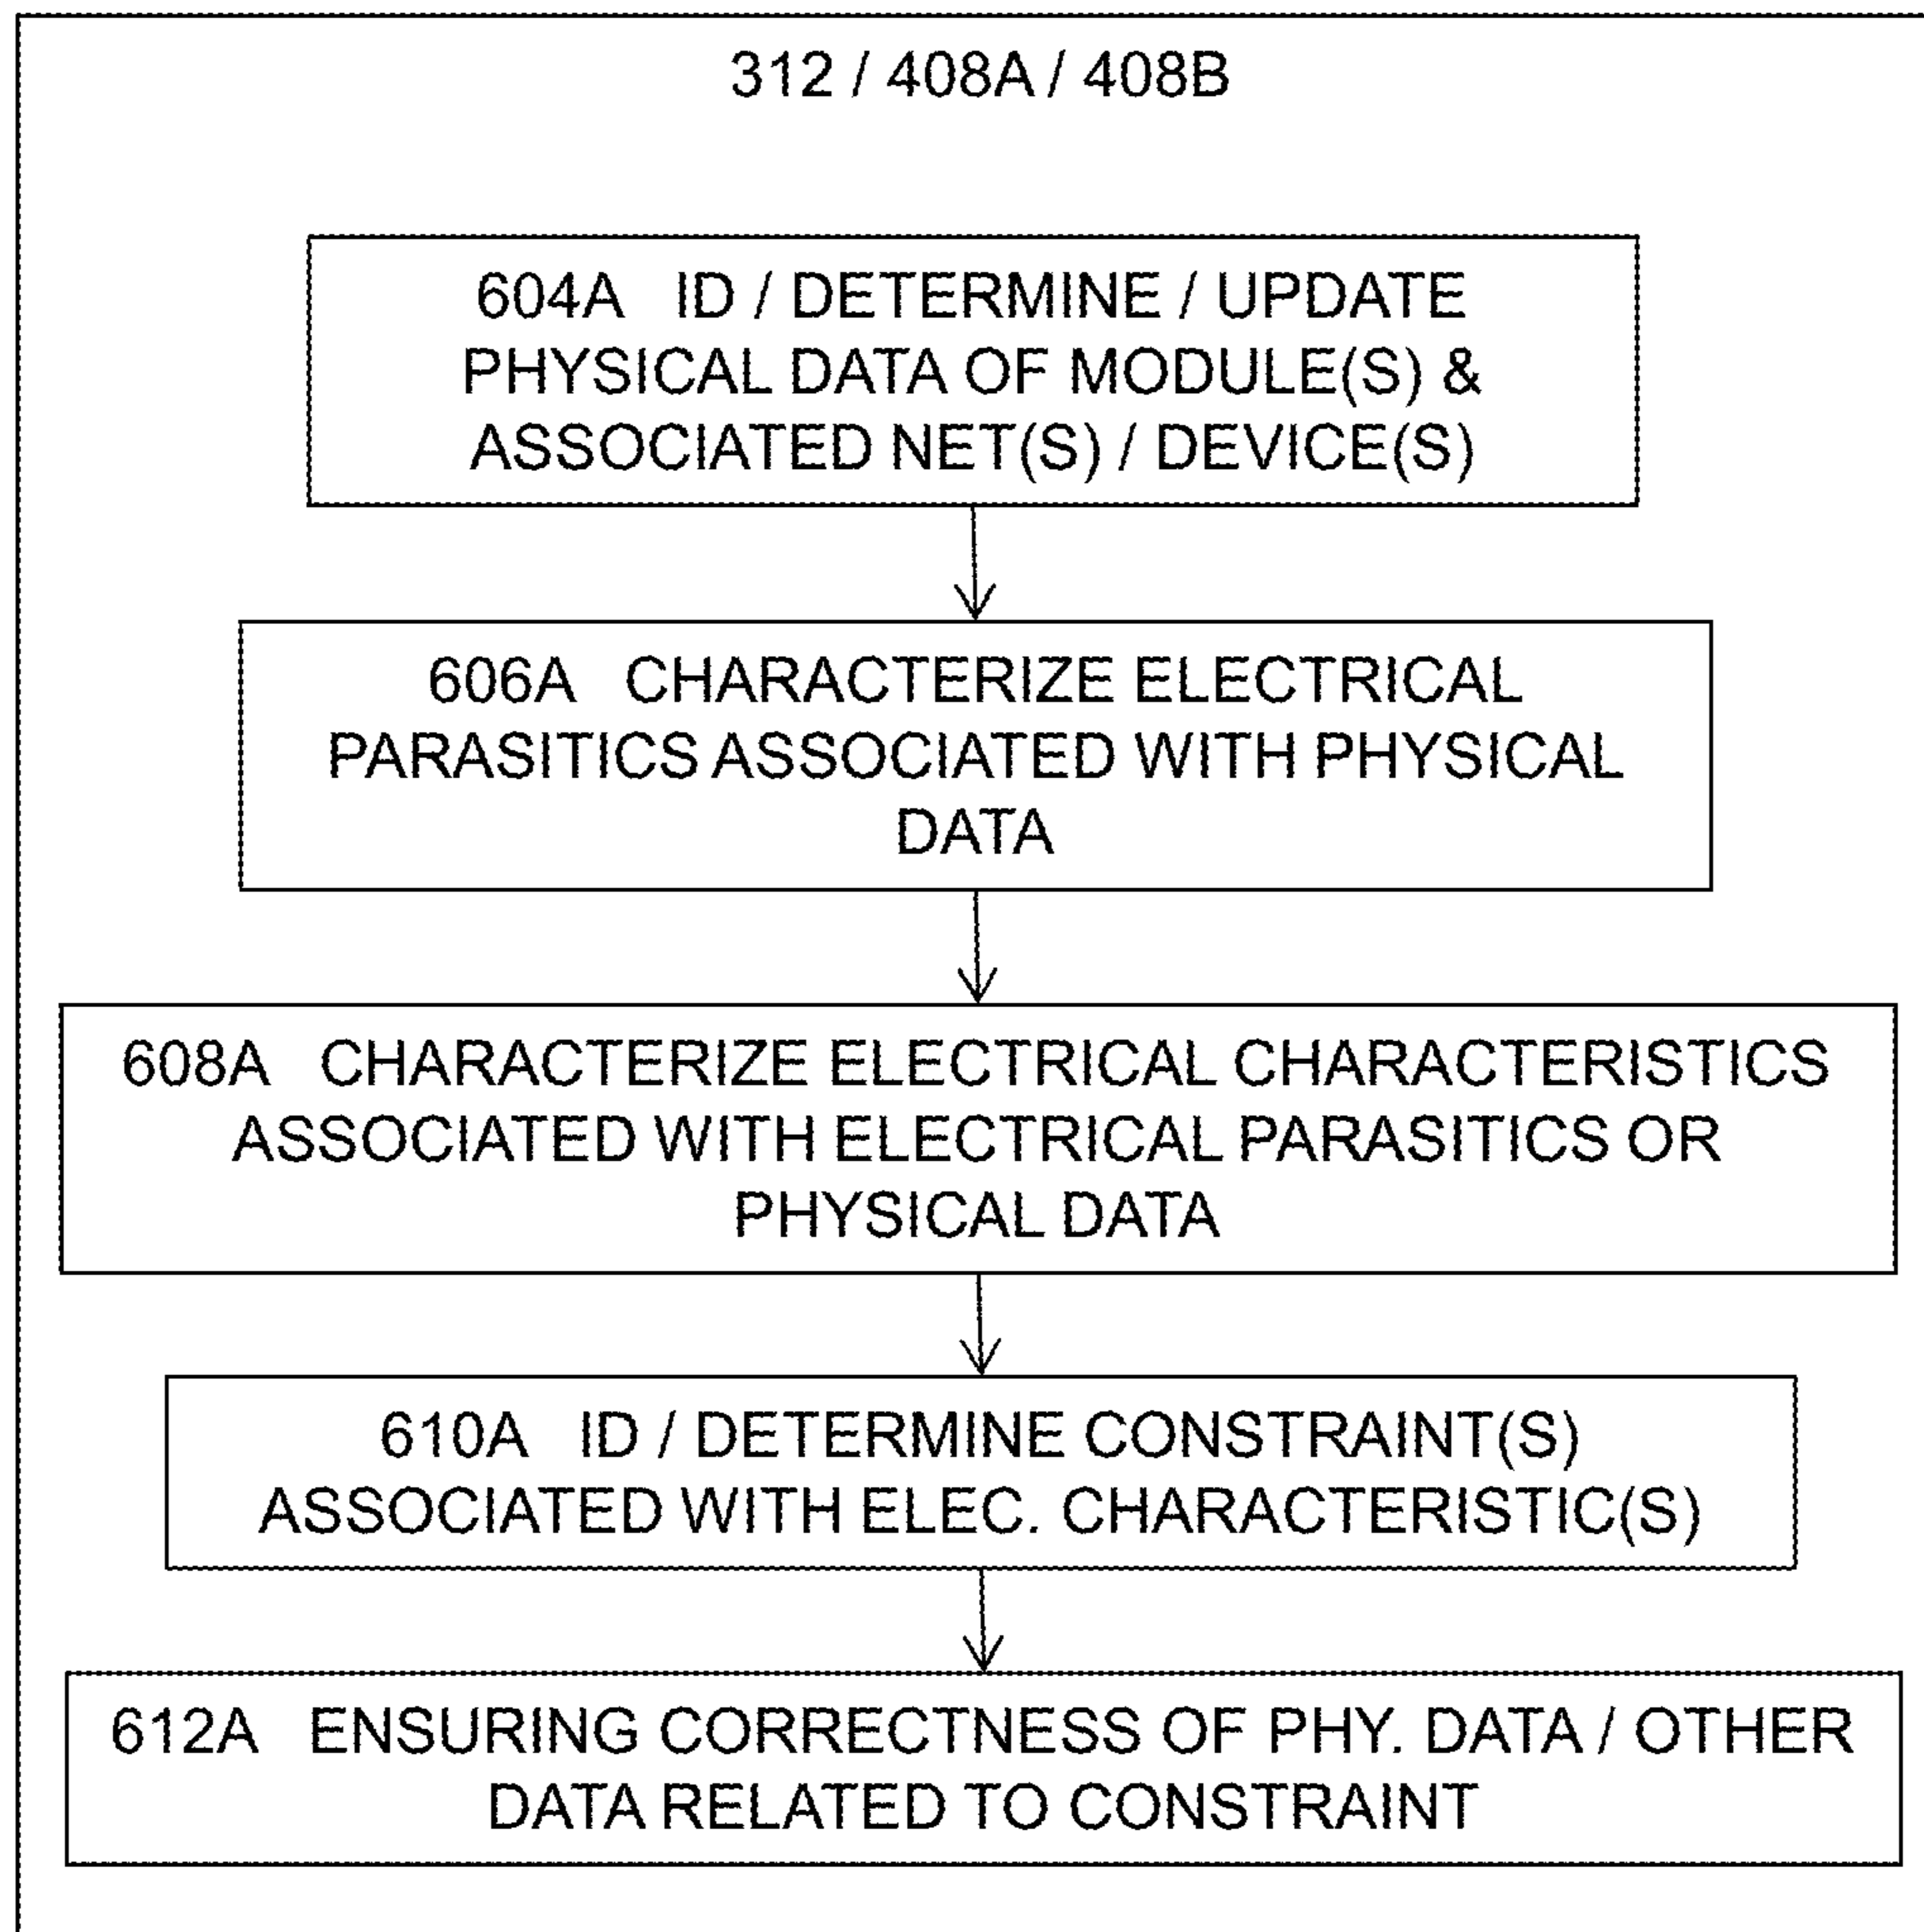 312 / 408A / 408B
604A ID / DETERMINE / UPDATE
PHYSICAL DATA OF MODULE(S) &
ASSOCIATED NET(S) / DEVICE(S)
606A CHARACTERIZE ELECTRICAL
PARASITICS ASSOCIATED WITH PHYSICAL
DATA
608A CHARACTERIZE ELECTRICAL CHARACTERISTICS
ASSOCIATED WITH ELECTRICAL PARASITICS OR
PHYSICAL DATA
610A ID / DETERMINE CONSTRAINT(S)
ASSOCIATED WITH ELEC. CHARACTERISTIC(S)
612A ENSURING CORRECTNESS OF PHY. DATA / OTHER
DATA RELATED TO CONSTRAINT